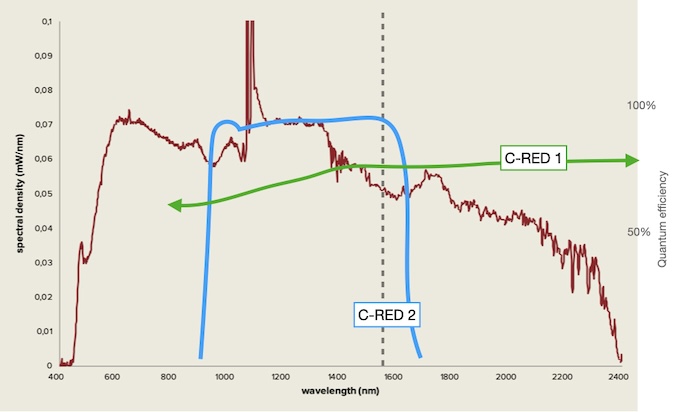 0,1
0,09
0,08
0,07
0,06
0,05
0,04
0,03
0,02
0,01
0
spectral density (mW/nm)
400 600 800 1000 1200 1400 1600 1800 2000 2200 2400
wavelength (nm)
C-RED 1
C-RED 2
100%
50%
Quantum efficiency